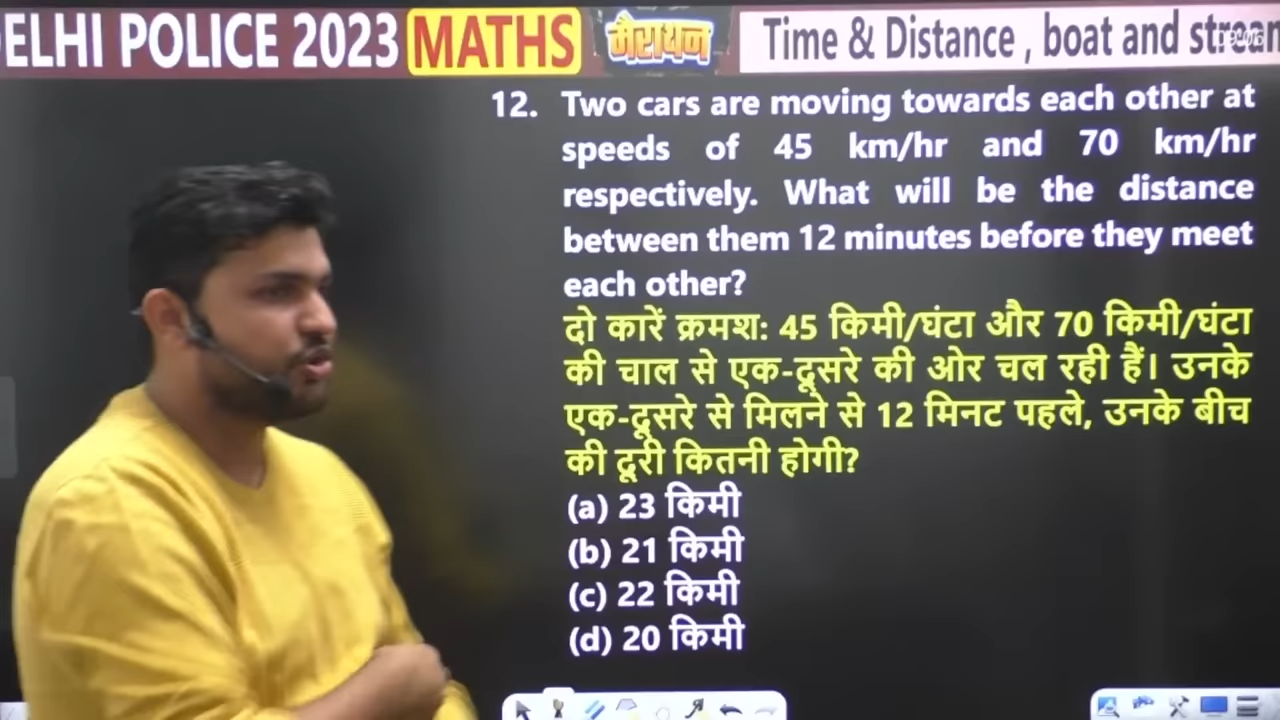 ELHI POLICE 2023 MATHS मैराथन Time & Distance , boat and stream
12. Two cars are moving towards each other at
speeds of 45 km/hr and 70 km/hr
respectively. What will be the distance
between them 12 minutes before they meet
each other?
दो कारें क्रमश: 45 किमी/घंटा और 70 किमी/घंटा
की चाल से एक-दूसरे की ओर चल रही हैं। उनके
एक-दूसरे से मिलने से 12 मिनट पहले, उनके बीच
की दूरी कितनी होगी?
(a) 23 किमी
(b) 21 किमी
(c) 22 किमी
(d) 20 किमी